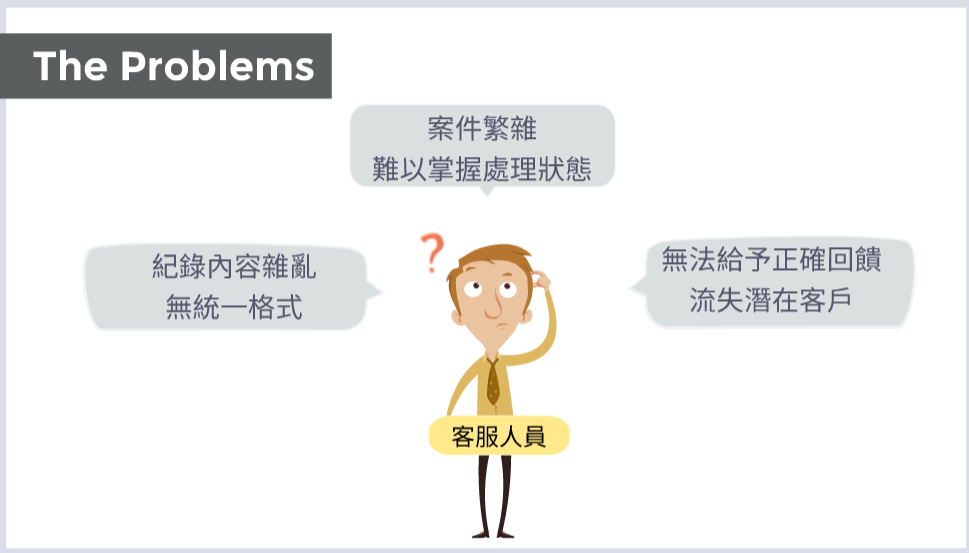 The Problems
案件繁雜
難以掌握處理狀態
?
紀錄內容雜亂
無統一格式
無法給予正確回饋
流失潛在客戶
客服人員